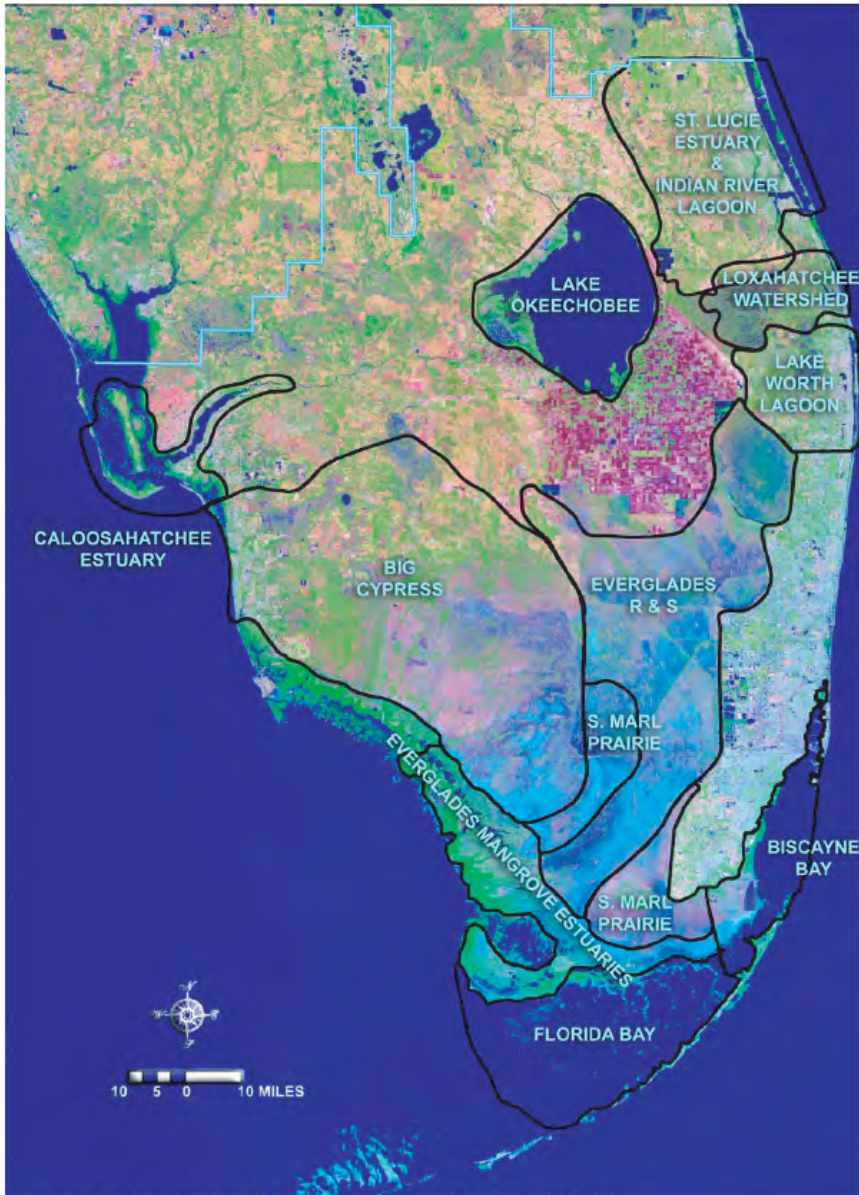 ST. LUCIE
ESTUARY
&
INDIAN RIVER
LAGOON
LAKE
OKEECHOBEE
LOXAHATCHEE
WATERSHED
LAKE
WORTH
LAGOON
CALOOSAHATCHEE
ESTUARY
BIG
CYPRESS
EVERGLADES
R & S
S. MARL
PRAIRIE
EVERGLADES MANGROVE ESTUARIES
BISCAYNE
BAY
S. MARL
PRAIRIE
FLORIDA BAY
N
W
E
S
10 5 0 10 MILES